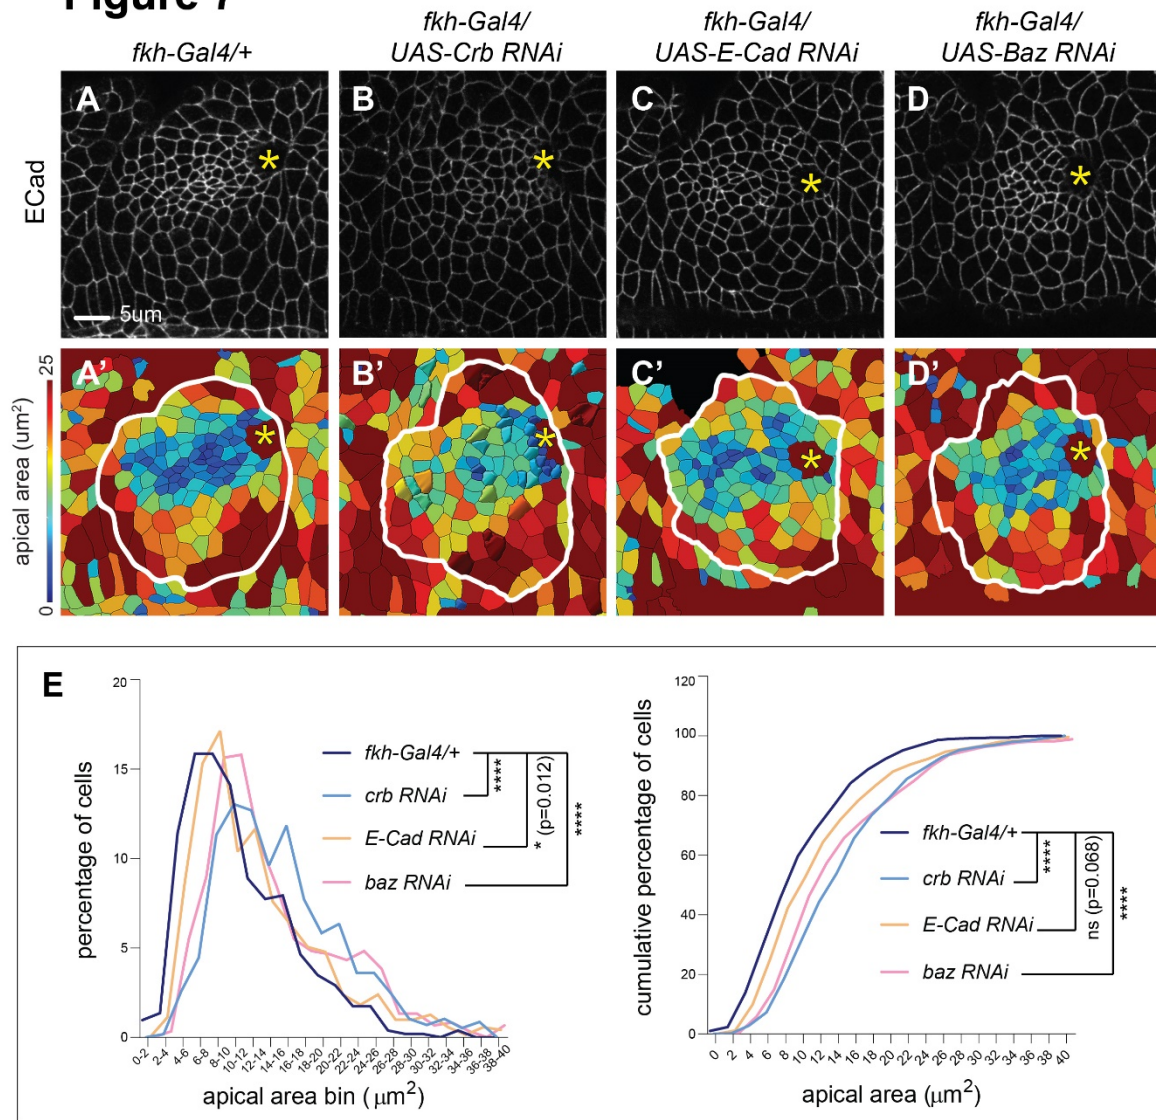 Figure 7
fkh-Gal4/+
fkh-Gal4/
UAS-Crb RNAi
fkh-Gal4/
UAS-E-Cad RNAi
fkh-Gal4/
UAS-Baz RNAi
ECad
A
*
5um
B
*
C
*
D
*
apical area (um²)
25
0
A'
*
B'
*
C'
*
D'
*
E
percentage of cells
20
15
10
5
0
0-2
2-4
4-6
6-8
8-10
10-12
12-14
14-16
16-18
18-20
20-22
22-24
24-26
26-28
28-30
30-32
32-34
34-36
36-38
38-40
apical area bin (μm²)
fkh-Gal4/+
crb RNAi
E-Cad RNAi
baz RNAi
****
* (p=0.012)
****
cumulative percentage of cells
120
100
80
60
40
20
0
0
2
4
6
8
10
12
14
16
18
20
22
24
26
28
30
32
34
36
38
40
apical area (μm²)
fkh-Gal4/+
crb RNAi
E-Cad RNAi
baz RNAi
****
ns (p=0.068)
****